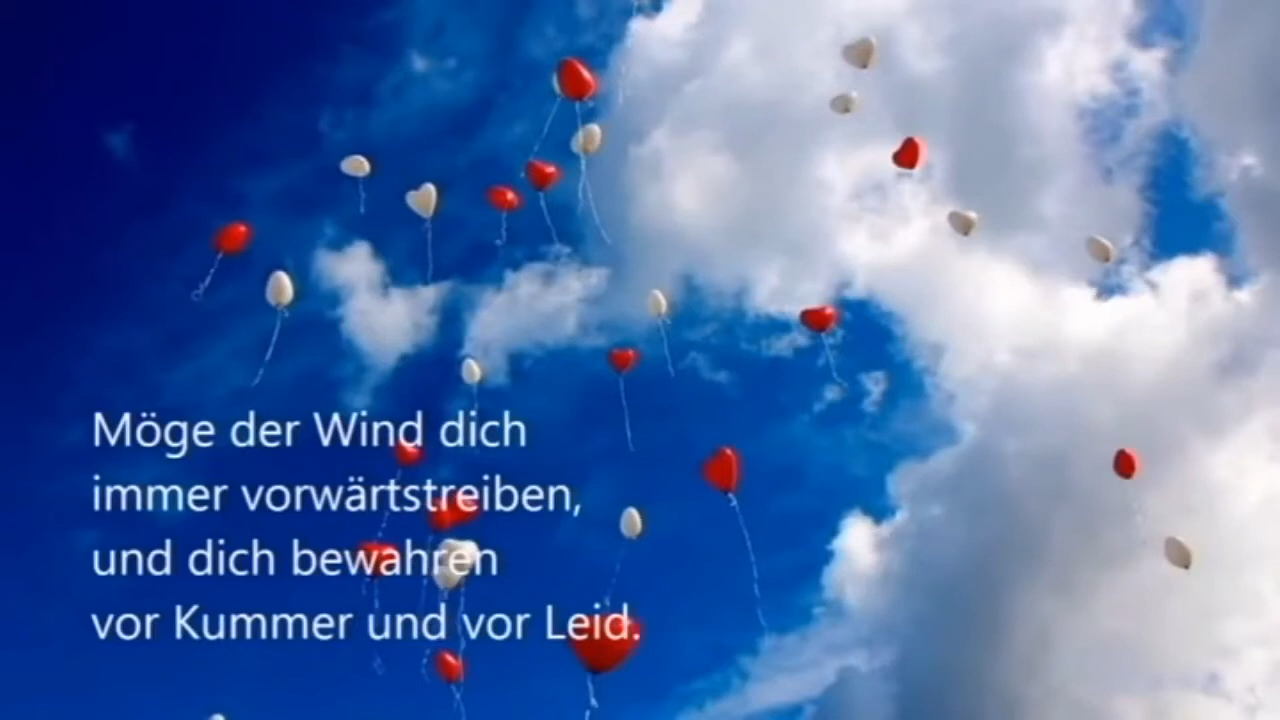 Möge der Wind dich
immer vorwärtstreiben,
und dich bewahren
vor Kummer und vor Leid.